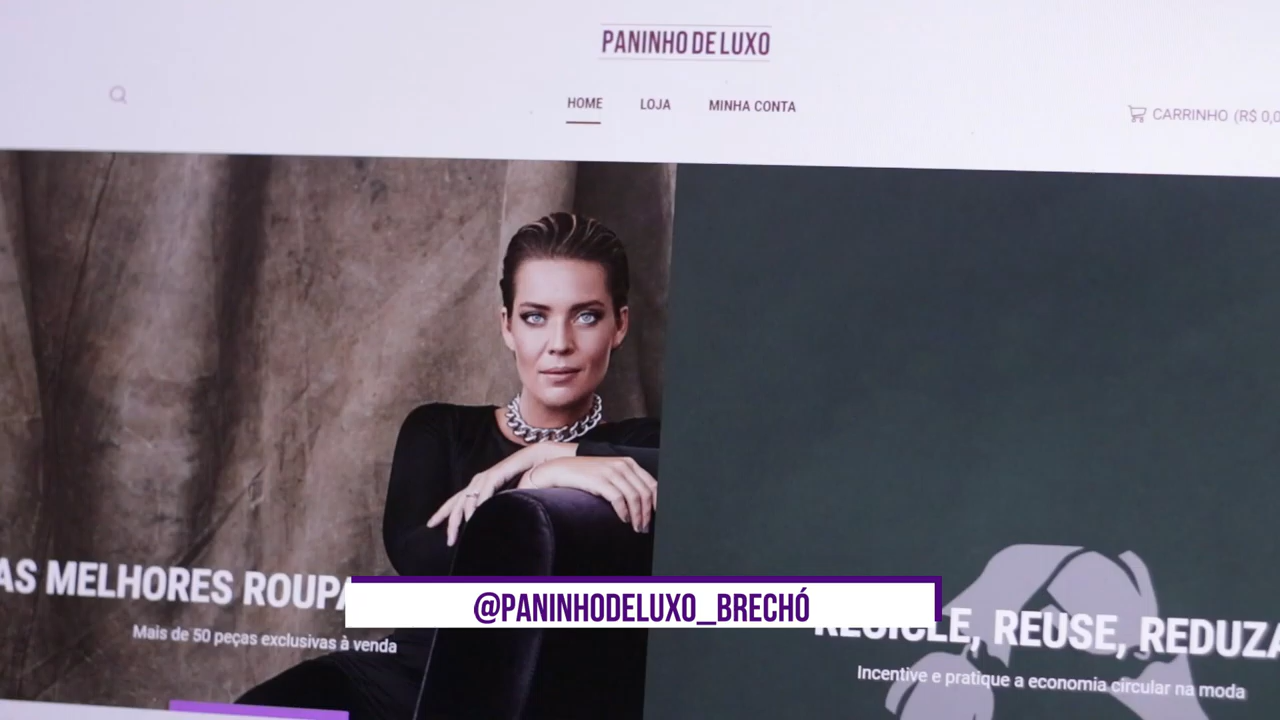 PANINHO DE LUXO
HOME LOJA MINHA CONTA
CARRINHO (R$ 0,0
AS MELHORES ROUPA
Mais de 50 peças exclusivas à venda
@PANINHODELUXO_BRECHÓ
RECICLE, REUSE, REDUZA
Incentive e pratique a economia circular na moda